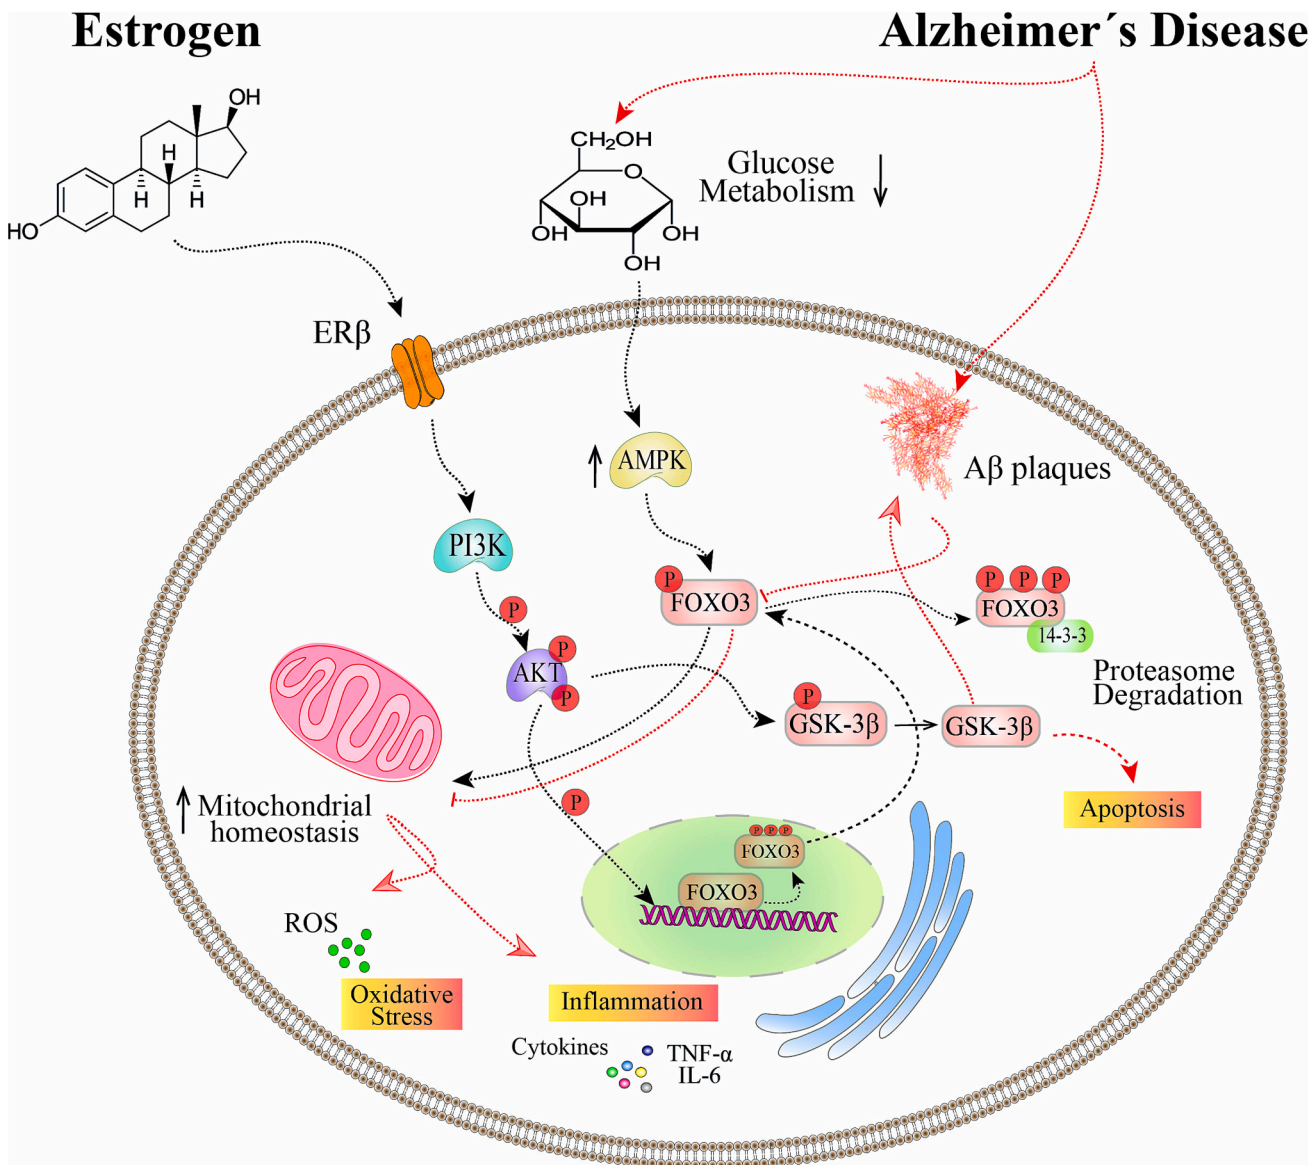 Estrogen
Alzheimer´s Disease
OH
H
H
H
HO
CH2OH
O
OH
OH
OH
OH
Glucose
Metabolism
ERβ
AMPK
Aβ plaques
PI3K
P
FOXO3
P P P
FOXO3
14-3-3
Proteasome
Degradation
P
P
AKT
P
P
GSK-3β
GSK-3β
Apoptosis
Mitochondrial
homeostasis
P
P P P
FOXO3
FOXO3
ROS
Oxidative
Stress
Inflammation
Cytokines
TNF-α
IL-6